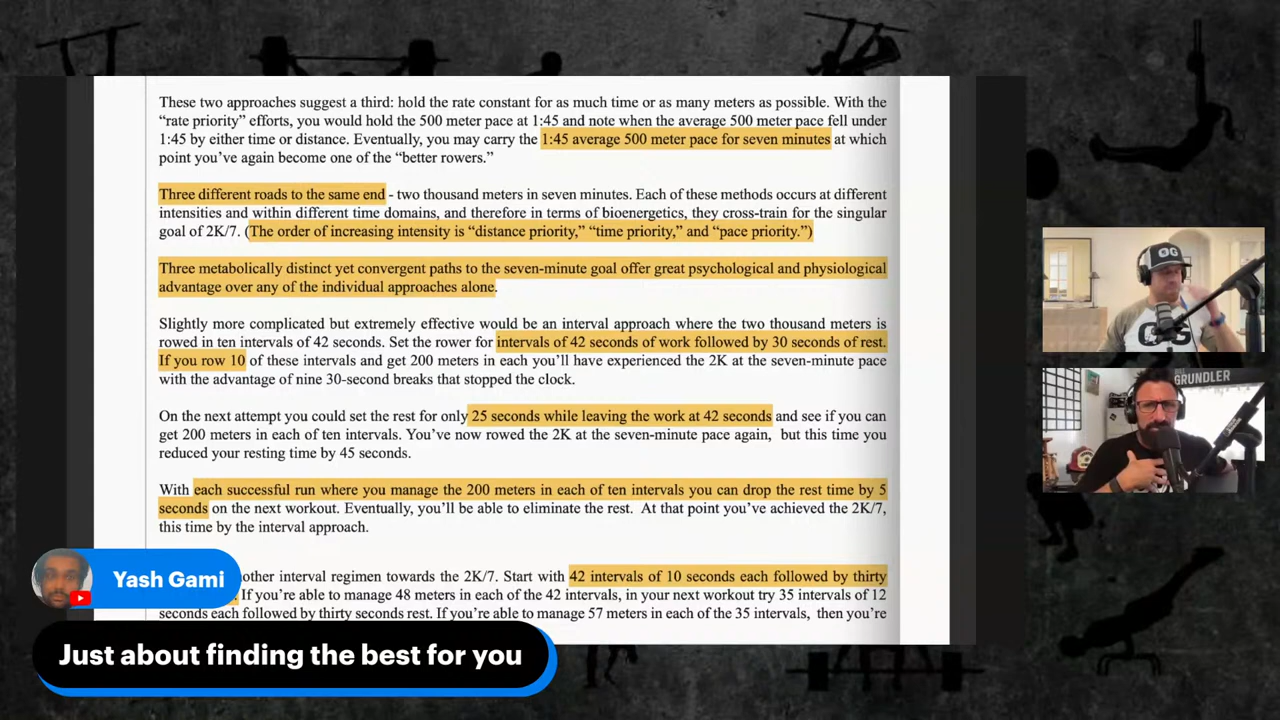 These two approaches suggest a third: hold the rate constant for as much time or as many meters as possible. With the
“rate priority” efforts, you would hold the 500 meter pace at 1:45 and note when the average 500 meter pace fell under
1:45 by either time or distance. Eventually, you may carry the 1:45 average 500 meter pace for seven minutes at which
point you’ve again become one of the “better rowers.”
Three different roads to the same end - two thousand meters in seven minutes. Each of these methods occurs at different
intensities and within different time domains, and therefore in terms of bioenergetics, they cross-train for the singular
goal of 2K/7. (The order of increasing intensity is “distance priority,” “time priority,” and “pace priority.”)
Three metabolically distinct yet convergent paths to the seven-minute goal offer great psychological and physiological
advantage over any of the individual approaches alone.
Slightly more complicated but extremely effective would be an interval approach where the two thousand meters is
rowed in ten intervals of 42 seconds. Set the rower for intervals of 42 seconds of work followed by 30 seconds of rest.
If you row 10 of these intervals and get 200 meters in each you’ll have experienced the 2K at the seven-minute pace
with the advantage of nine 30-second breaks that stopped the clock.
On the next attempt you could set the rest for only 25 seconds while leaving the work at 42 seconds and see if you can
get 200 meters in each of ten intervals. You’ve now rowed the 2K at the seven-minute pace again, but this time you
reduced your resting time by 45 seconds.
With each successful run where you manage the 200 meters in each of ten intervals you can drop the rest time by 5
seconds on the next workout. Eventually, you’ll be able to eliminate the rest. At that point you’ve achieved the 2K/7,
this time by the interval approach.
other interval regimen towards the 2K/7. Start with 42 intervals of 10 seconds each followed by thirty
If you’re able to manage 48 meters in each of the 42 intervals, in your next workout try 35 intervals of 12
seconds each followed by thirty seconds rest. If you’re able to manage 57 meters in each of the 35 intervals, then you’re
Yash Gami
Just about finding the best for you
GRUNDLER